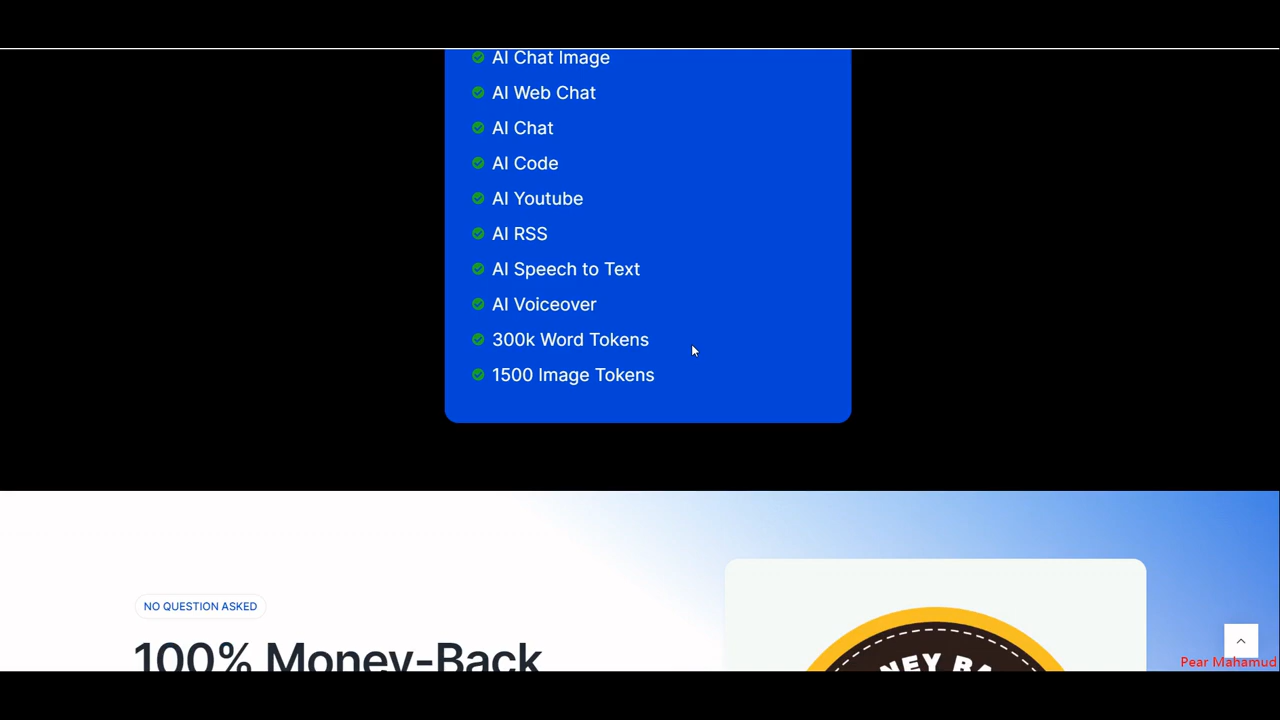 AI Chat Image
AI Web Chat
AI Chat
AI Code
AI Youtube
AI RSS
AI Speech to Text
AI Voiceover
300k Word Tokens
1500 Image Tokens
NO QUESTION ASKED
100% Money-Back
Pear Mahamud